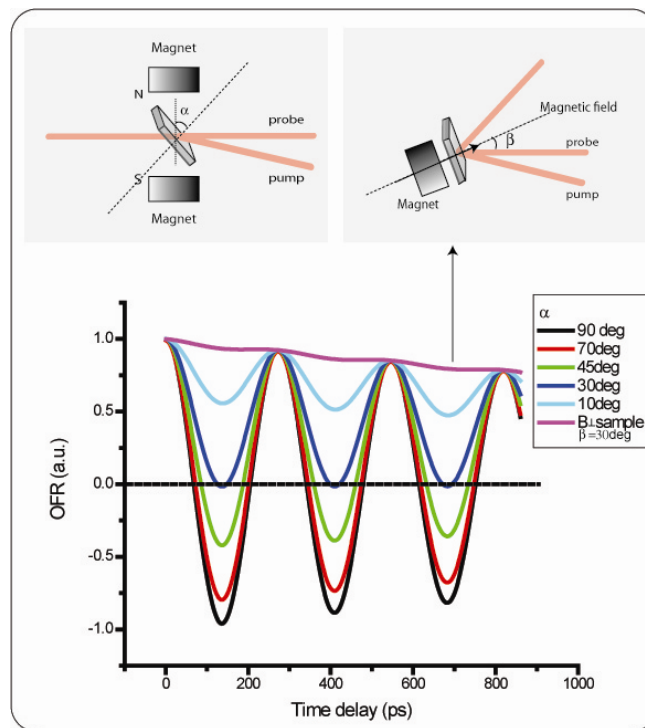 Magnet
N
α
probe
pump
S
Magnet
Magnetic field
β
probe
pump
Magnet
α
90 deg
70deg
45deg
30deg
10deg
B⊥sample
β=30deg
1.0
0.5
0.0
-0.5
-1.0
OFR (a.u.)
0 200 400 600 800 1000
Time delay (ps)